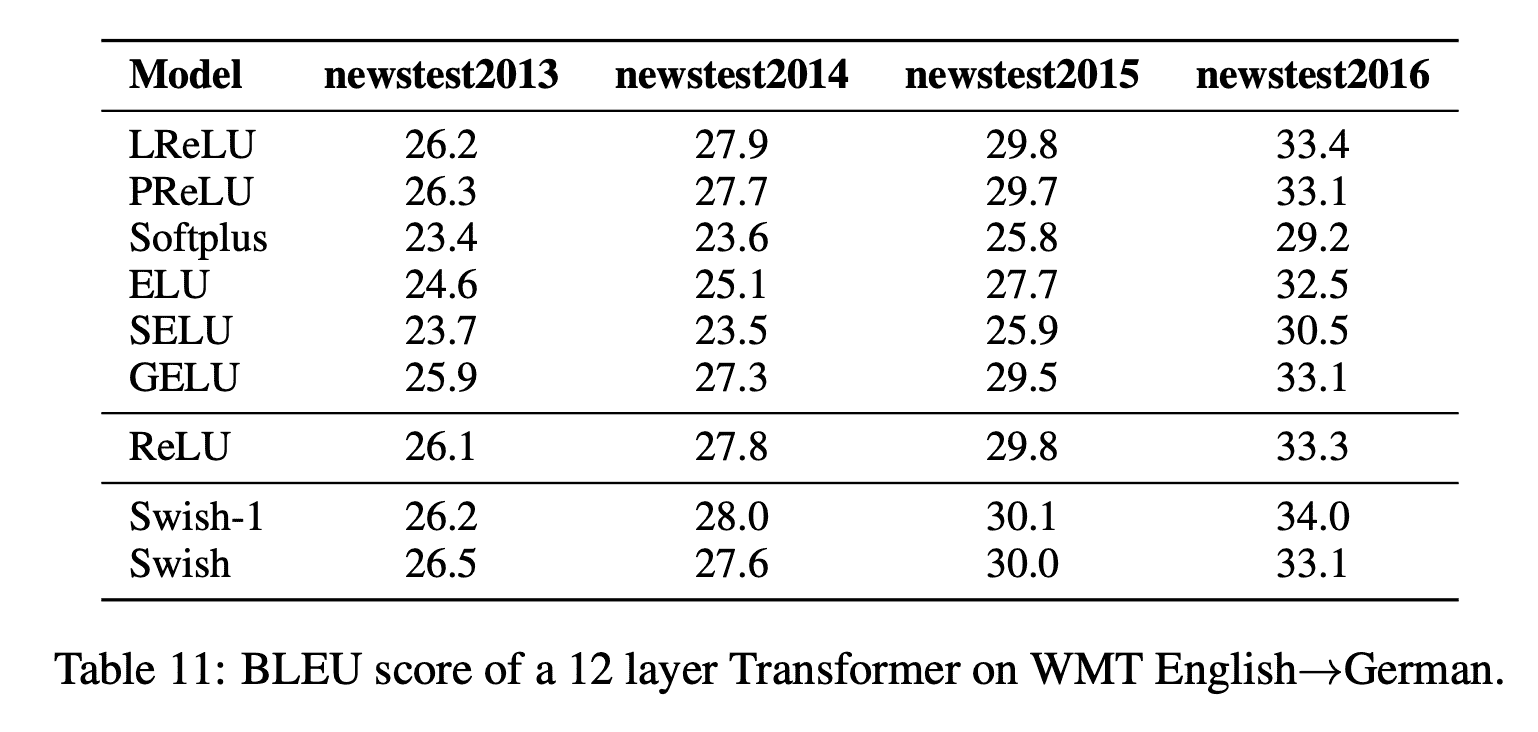 Model newstest2013 newstest2014 newstest2015 newstest2016
LReLU 26.2 27.9 29.8 33.4
PReLU 26.3 27.7 29.7 33.1
Softplus 23.4 23.6 25.8 29.2
ELU 24.6 25.1 27.7 32.5
SELU 23.7 23.5 25.9 30.5
GELU 25.9 27.3 29.5 33.1
ReLU 26.1 27.8 29.8 33.3
Swish-1 26.2 28.0 30.1 34.0
Swish 26.5 27.6 30.0 33.1
Table 11: BLEU score of a 12 layer Transformer on WMT English→German.